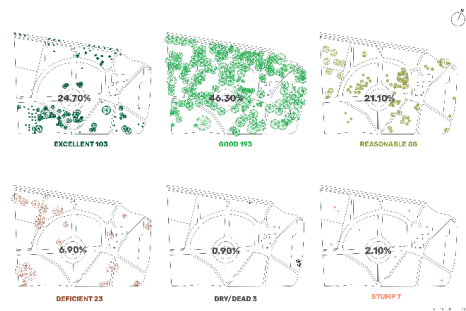 N
24.70%
46.30%
21.10%
EXCELLENT 103
GOOD 193
REASONABLE 88
6.90%
0.90%
2.10%
DEFICIENT 23
DRY/DEAD 3
STUMP 7